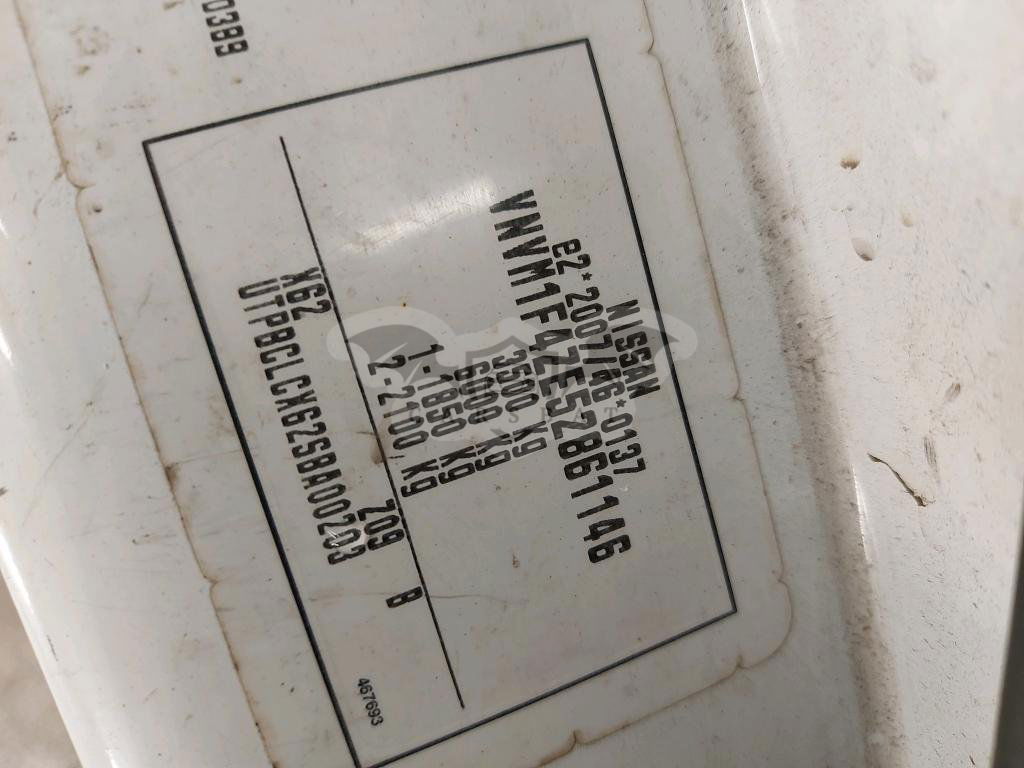 NISSAN
e2*2007/46*0137
VNVM1F4ZE52861146
3500 kg
6000 kg
1-1850 kg
2-2100 kg
X62 Z09 B
UTPBCLCX625BA00203
467693